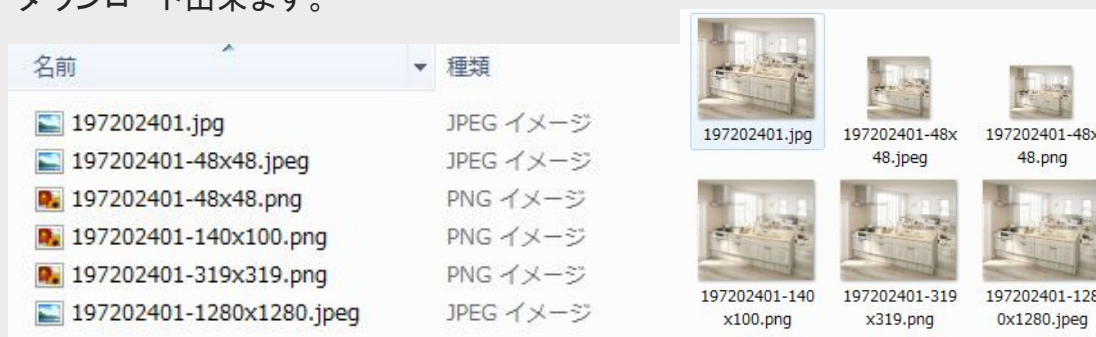 ダウンロード出来ます。
名前 種類
197202401.jpg JPEG イメージ
197202401-48x48.jpeg JPEG イメージ
197202401-48x48.png PNG イメージ
197202401-140x100.png PNG イメージ
197202401-319x319.png PNG イメージ
197202401-1280x1280.jpeg JPEG イメージ
197202401.jpg 197202401-48x 197202401-48x
48.jpeg 48.png
197202401-140 197202401-319 197202401-128
x100.png x319.png 0x1280.jpeg